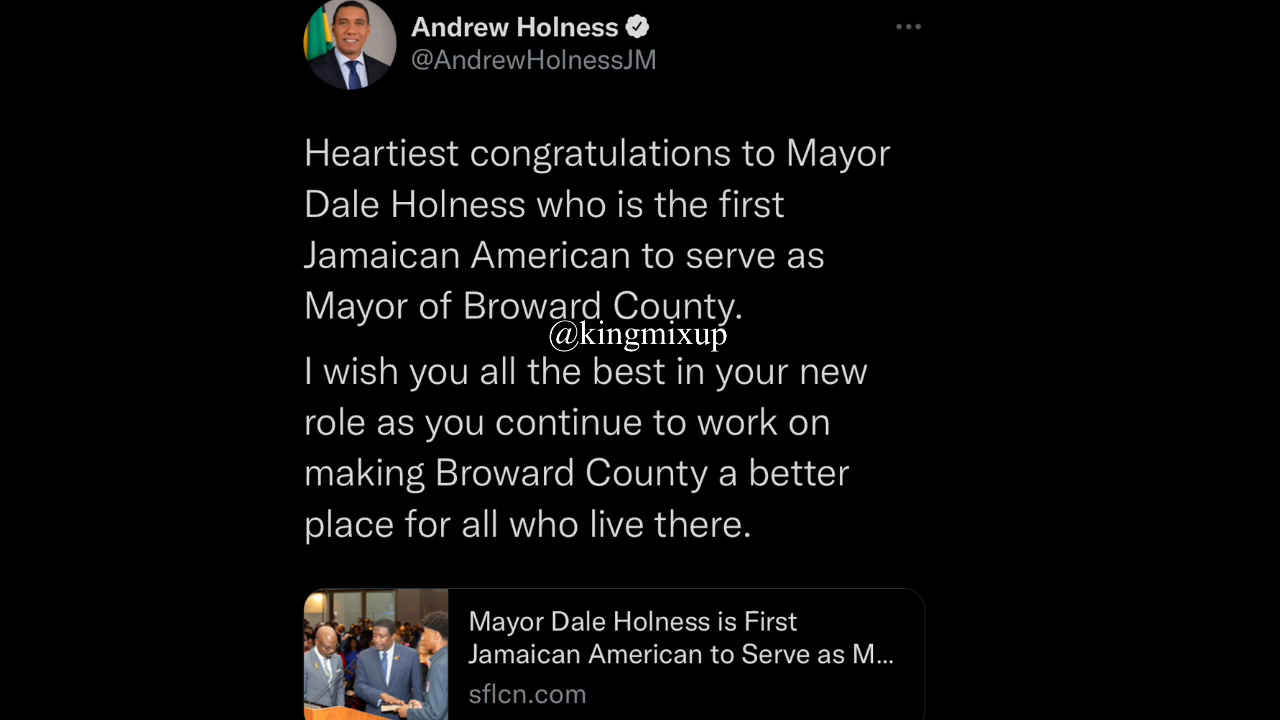 Andrew Holness
@AndrewHolnessJM
Heartiest congratulations to Mayor
Dale Holness who is the first
Jamaican American to serve as
Mayor of Broward County.
@kingmixup
I wish you all the best in your new
role as you continue to work on
making Broward County a better
place for all who live there.
Mayor Dale Holness is First
Jamaican American to Serve as M...
sflcn.com